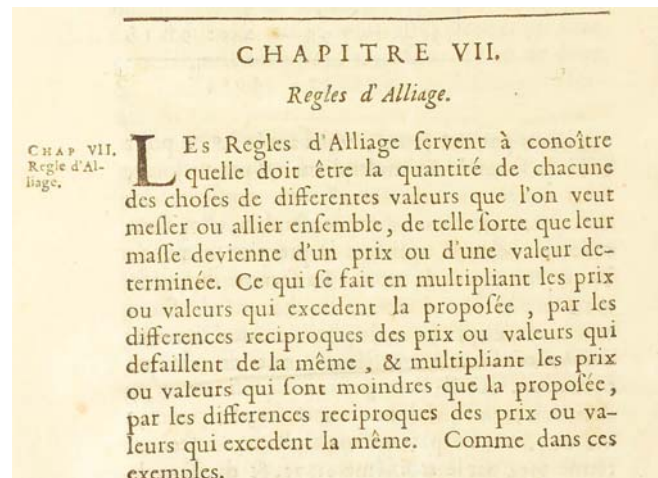 CHAPITRE VII.
Regles d'Alliage.
CHAP VII.
Regle d'Al-
liage.
LEs Regles d'Alliage ſervent à conoître
quelle doit être la quantité de chacune
des choſes de differentes valeurs que l'on veut
meſler ou allier enſemble, de telle ſorte que leur
maſſe devienne d'un prix ou d'une valeur de-
terminée. Ce qui ſe fait en multipliant les prix
ou valeurs qui excedent la propoſée , par les
differences reciproques des prix ou valeurs qui
defaillent de la même , & multipliant les prix
ou valeurs qui ſont moindres que la propoſée,
par les differences reciproques des prix ou va-
leurs qui excedent la même. Comme dans ces
exemples.